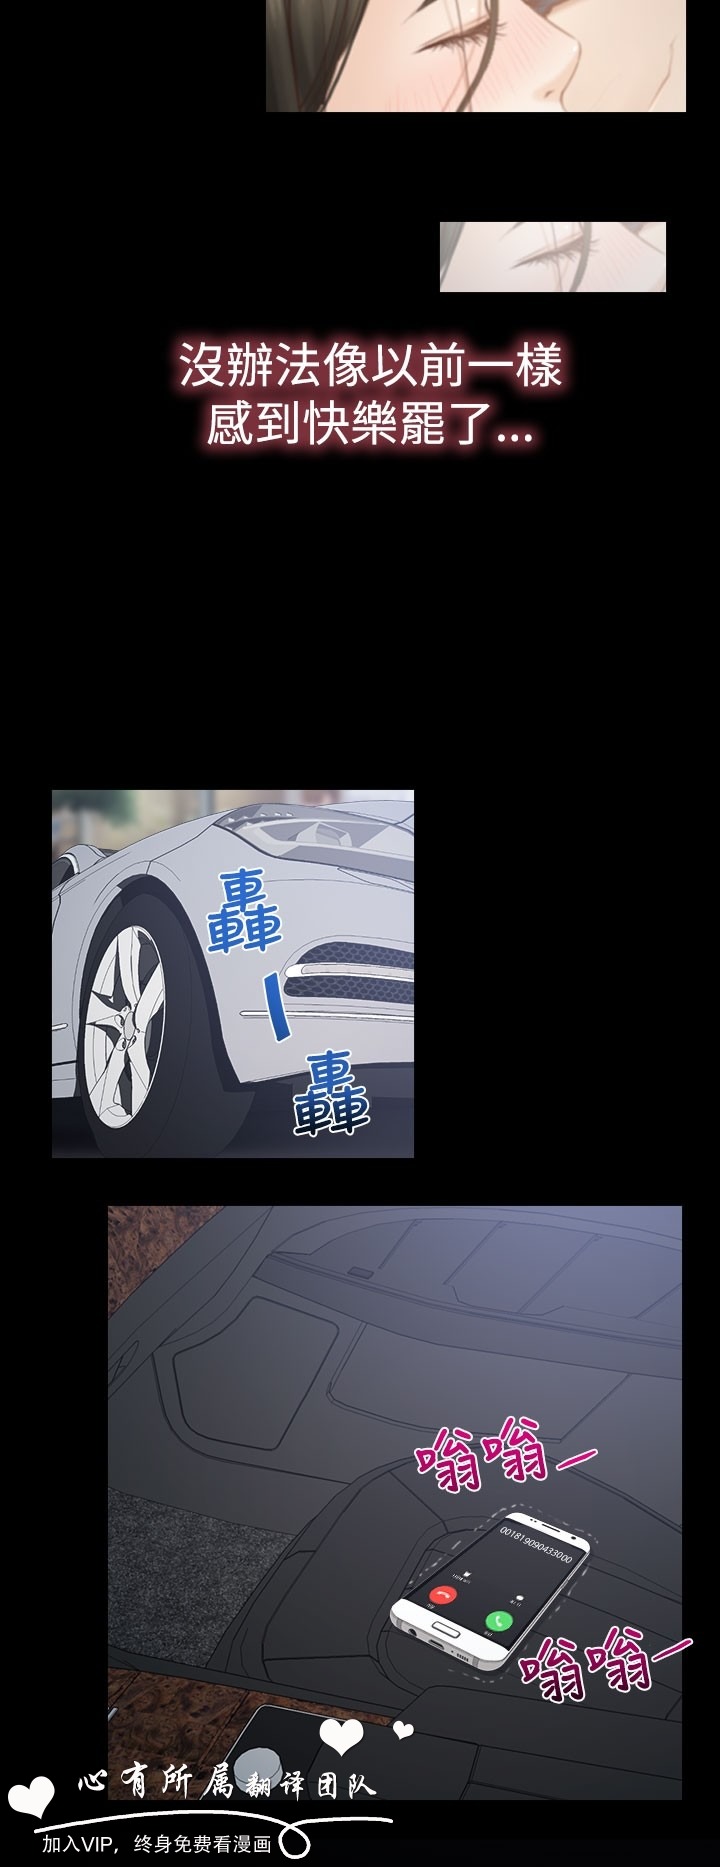 沒辦法像以前一樣
感到快樂罷了...
轟
轟
嗡嗡
001819090433000
嗡嗡
心有所属翻译团队
加入VIP，终身免费看漫画